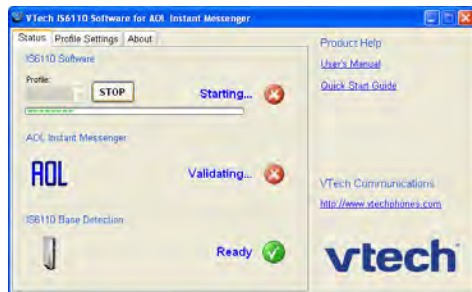 VTech IS6110 Software for AOL Instant Messenger
Status Profile Settings About
IS6110 Software
Profile:
STOP
Starting...
AOL Instant Messenger
AOL
Validating...
IS6110 Base Detection
Ready
Product Help
User's Manual
Quick Start Guide
VTech Communications
http://www.vtechphones.com
vtech